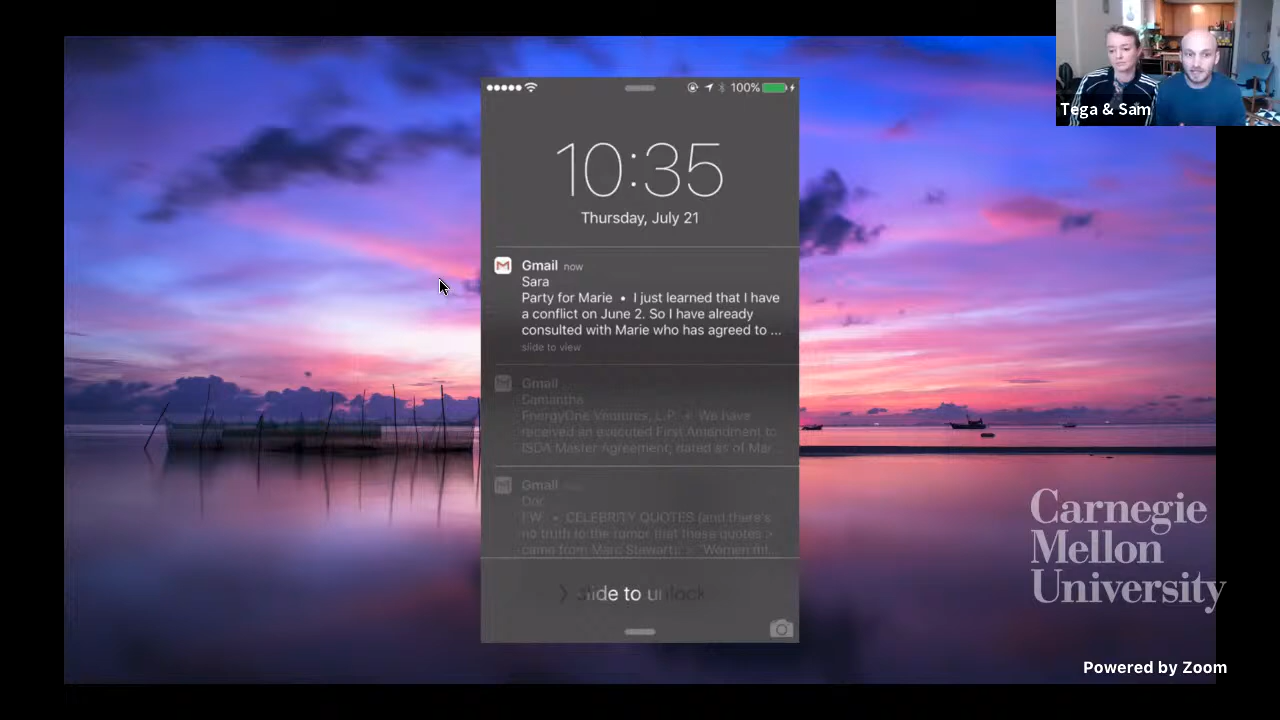 Tega & Sam
100%
10:35
Thursday, July 21
Gmail now
Sara
Party for Marie • I just learned that I have
a conflict on June 2. So I have already
consulted with Marie who has agreed to ...
slide to view
Gmail
Samantha
EnergyOne Ventures, L.P. • We have
received an executed First Amendment to
ISDA Master Agreement, dated as of Mar...
Gmail
CELEBRITY QUOTES (and there's
no truth to the rumor that these quotes
came from Marc Stewart):
slide to unlock
Carnegie
Mellon
University
Powered by Zoom